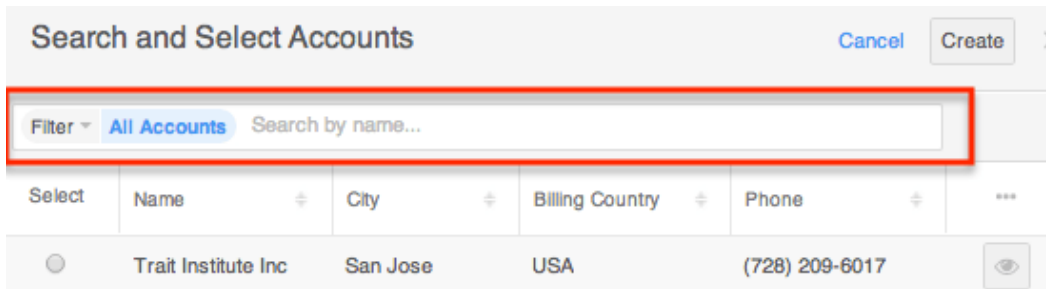 Search and Select Accounts Cancel Create
Filter All Accounts Search by name...
Select Name City Billing Country Phone
Trait Institute Inc San Jose USA (728) 209-6017